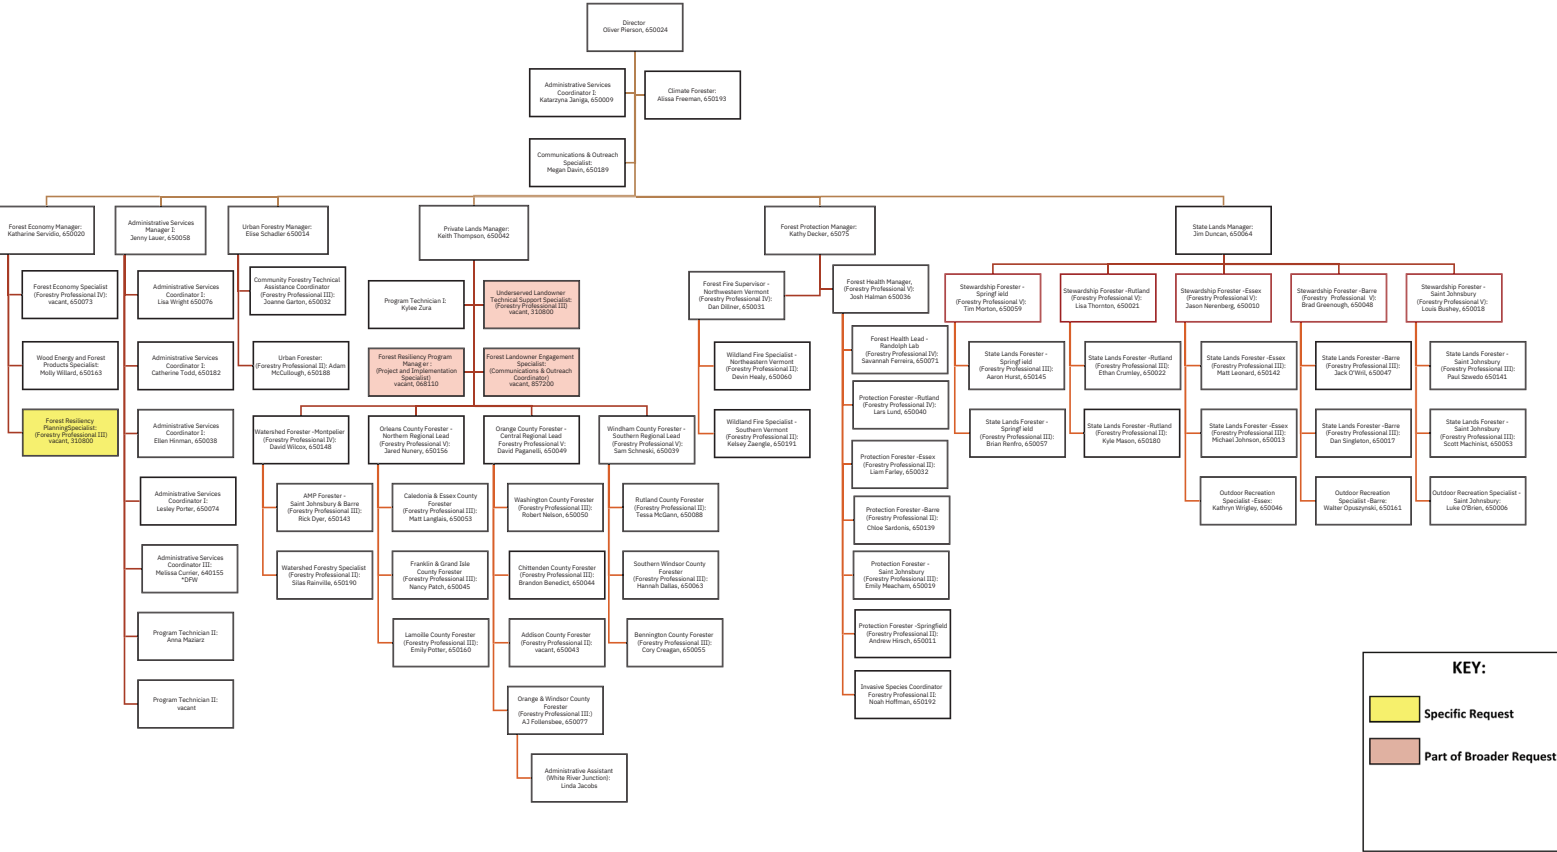 Director
Oliver Pierson, 650024
Administrative Services
Coordinator I:
Katarzyna Janiga, 650009
Climate Forester:
Alissa Freeman, 650193
Communications & Outreach
Specialist:
Megan Davin, 650189
Forest Economy Manager:
Katharine Servidio, 650020
Administrative Services
Manager I:
Jenny Lauer, 650058
Urban Forestry Manager:
Elise Schadler 650014
Private Lands Manager:
Keith Thompson, 650042
Forest Protection Manager:
Kathy Decker, 65075
State Lands Manager:
Jim Duncan, 650064
Forest Economy Specialist
(Forestry Professional IV):
vacant, 650073
Wood Energy and Forest
Products Specialist:
Molly Willard, 650163
Forest Resiliency
PlanningSpecialist:
(Forestry Professional III)
vacant, 310800
Administrative Services
Coordinator I:
Lisa Wright 650076
Administrative Services
Coordinator I:
Catherine Todd, 650182
Administrative Services
Coordinator I:
Ellen Hinman, 650038
Administrative Services
Coordinator I:
Lesley Porter, 650074
Administrative Services
Coordinator III:
Melissa Currier, 640155
*DFW
Program Technician II:
Anna Maziarz
Program Technician II:
vacant
Community Forestry Technical
Assistance Coordinator
(Forestry Professional III):
Joanne Garton, 650032
Urban Forester:
(Forestry Professional II): Adam
McCullough, 650188
Program Technician I:
Kylee Zura
Underserved Landowner
Technical Support Specialist:
(Forestry Professional III)
vacant, 310800
Forest Resiliency Program
Manager :
(Project and Implementation
Specialist)
vacant, 068110
Forest Landowner Engagement
Specialist:
(Communications & Outreach
Coordinator)
vacant, 857200
Watershed Forester -Montpelier
(Forestry Professional IV):
David Wilcox, 650148
AMP Forester -
Saint Johnsbury & Barre
(Forestry Professional III):
Rick Dyer, 650143
Watershed Forestry Specialist
(Forestry Professional II):
Silas Rainville, 650190
Orleans County Forester -
Northern Regional Lead
(Forestry Professional V):
Jared Nunery, 650156
Caledonia & Essex County
Forester
(Forestry Professional III):
Matt Langlais, 650053
Franklin & Grand Isle
County Forester
(Forestry Professional III):
Nancy Patch, 650045
Lamoille County Forester
(Forestry Professional III):
Emily Potter, 650160
Orange County Forester -
Central Regional Lead
Forestry Professional V:
David Paganelli, 650049
Washington County Forester
(Forestry Professional III):
Robert Nelson, 650050
Chittenden County Forester
(Forestry Professional III):
Brandon Benedict, 650044
Addison County Forester
(Forestry Professional II):
vacant, 650043
Orange & Windsor County
Forester
(Forestry Professional III:)
AJ Follensbee, 650077
Administrative Assistant
(White River Junction):
Linda Jacobs
Windham County Forester -
Southern Regional Lead
(Forestry Professional V):
Sam Schneski, 650039
Rutland County Forester
(Forestry Professional II):
Tessa McGann, 650088
Southern Windsor County
Forester
(Forestry Professional III):
Hannah Dallas, 650063
Bennington County Forester
(Forestry Professional III):
Cory Creagan, 650055
Forest Fire Supervisor -
Northwestern Vermont
(Forestry Professional IV):
Dan Dillner, 650031
Wildland Fire Specialist -
Northeastern Vermont
(Forestry Professional II):
Devin Healy, 650060
Wildland Fire Specialist -
Southern Vermont
(Forestry Professional II):
Kelsey Zaengle, 650191
Forest Health Manager,
(Forestry Professional V):
Josh Halman 650036
Forest Health Lead -
Randolph Lab
(Forestry Professional IV):
Savannah Ferreira, 650071
Protection Forester -Rutland
(Forestry Professional IV):
Lars Lund, 650040
Protection Forester -Essex
(Forestry Professional II):
Liam Farley, 650032
Protection Forester -Barre
(Forestry Professional II):
Chloe Sardonis, 650139
Protection Forester -
Saint Johnsbury
(Forestry Professional III):
Emily Meacham, 650019
Protection Forester -Springfield
(Forestry Professional II):
Andrew Hirsch, 650011
Invasive Species Coordinator
Forestry Professional II:
Noah Hoffman, 650192
Stewardship Forester -
Springfield
(Forestry Professional V):
Tim Morton, 650059
State Lands Forester -
Springfield
(Forestry Professional III):
Aaron Hurst, 650145
State Lands Forester -
Springfield
(Forestry Professional III):
Brian Renfro, 650057
Stewardship Forester -Rutland
(Forestry Professional V):
Lisa Thornton, 650021
State Lands Forester -Rutland
(Forestry Professional III):
Ethan Crumley, 650022
State Lands Forester -Rutland
(Forestry Professional II):
Kyle Mason, 650180
Stewardship Forester -Essex
(Forestry Professional V):
Jason Nerenberg, 650010
State Lands Forester -Essex
(Forestry Professional III):
Matt Leonard, 650142
State Lands Forester -Essex
(Forestry Professional III):
Michael Johnson, 650013
Outdoor Recreation
Specialist -Essex:
Kathryn Wrigley, 650046
Stewardship Forester -Barre
(Forestry Professional V):
Brad Greenough, 650048
State Lands Forester -Barre
(Forestry Professional III):
Jack O'Wril, 650047
State Lands Forester -Barre
(Forestry Professional III):
Dan Singleton, 650017
Outdoor Recreation
Specialist -Barre:
Walter Opuszynski, 650161
Stewardship Forester -
Saint Johnsbury
(Forestry Professional V):
Louis Bushey, 650018
State Lands Forester -
Saint Johnsbury
(Forestry Professional III):
Paul Szwedo 650141
State Lands Forester -
Saint Johnsbury
(Forestry Professional III):
Scott Machinist, 650053
Outdoor Recreation Specialist -
Saint Johnsbury:
Luke O'Brien, 650006
KEY:
Specific Request
Part of Broader Request